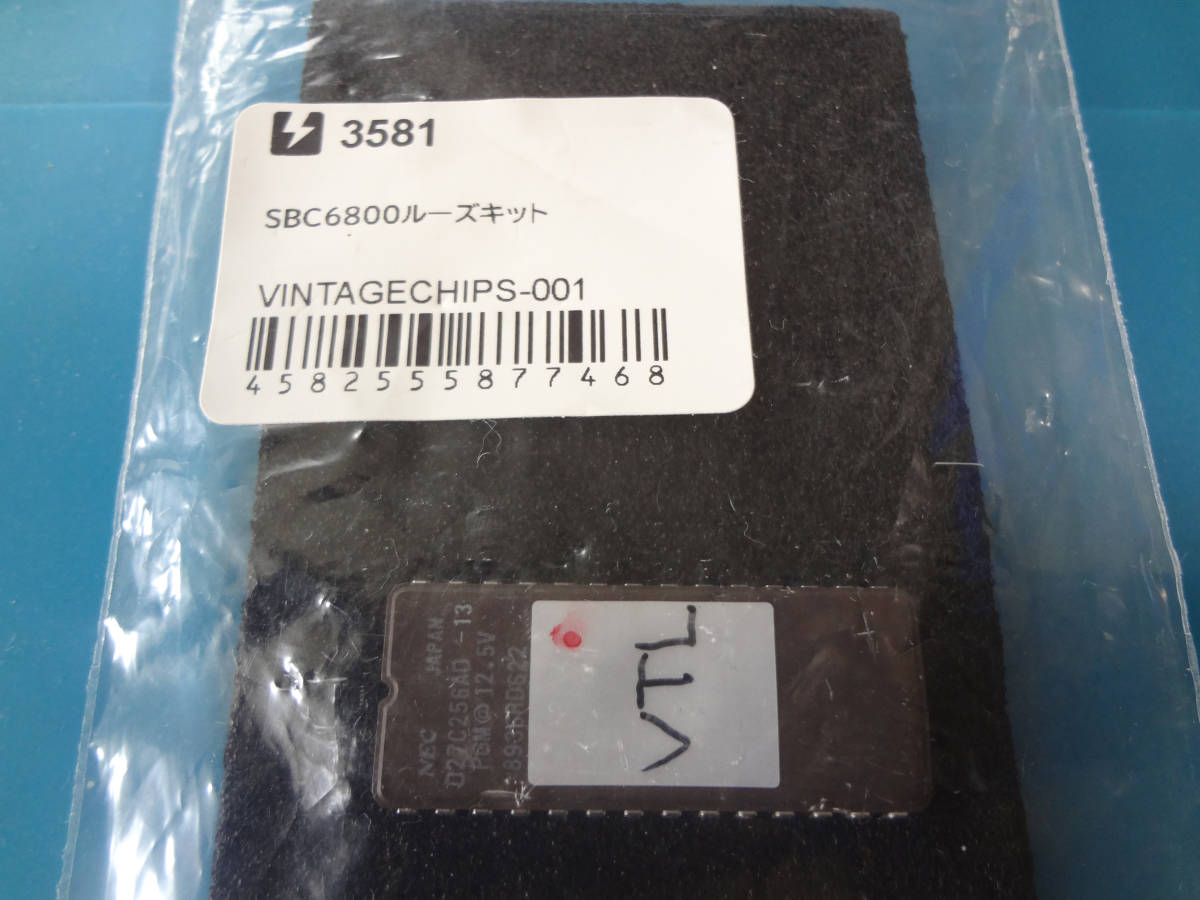 3581
SBC6800ルーズキット
VINTAGECHIPS-001
4582555877468
NEC JAPAN
D27C256AD-13
PGM@12.5V
VTL